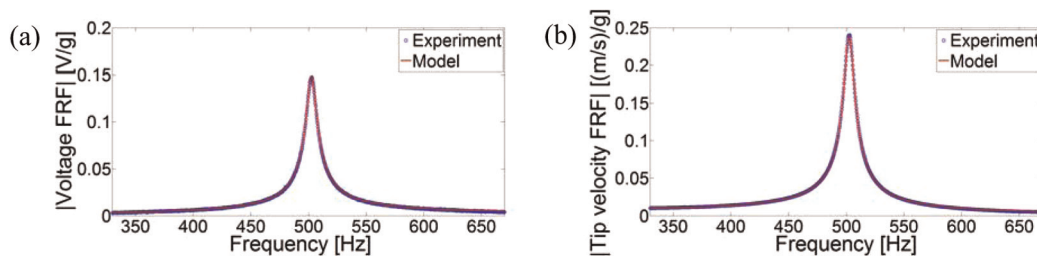 (a)
|Voltage FRF| [V/g]
0.2
0.15
0.1
0.05
0
350 400 450 500 550 600 650
Frequency [Hz]
Experiment
Model
(b)
|Tip velocity FRF| [(m/s)/g]
0.25
0.2
0.15
0.1
0.05
0
350 400 450 500 550 600 650
Frequency [Hz]
Experiment
Model